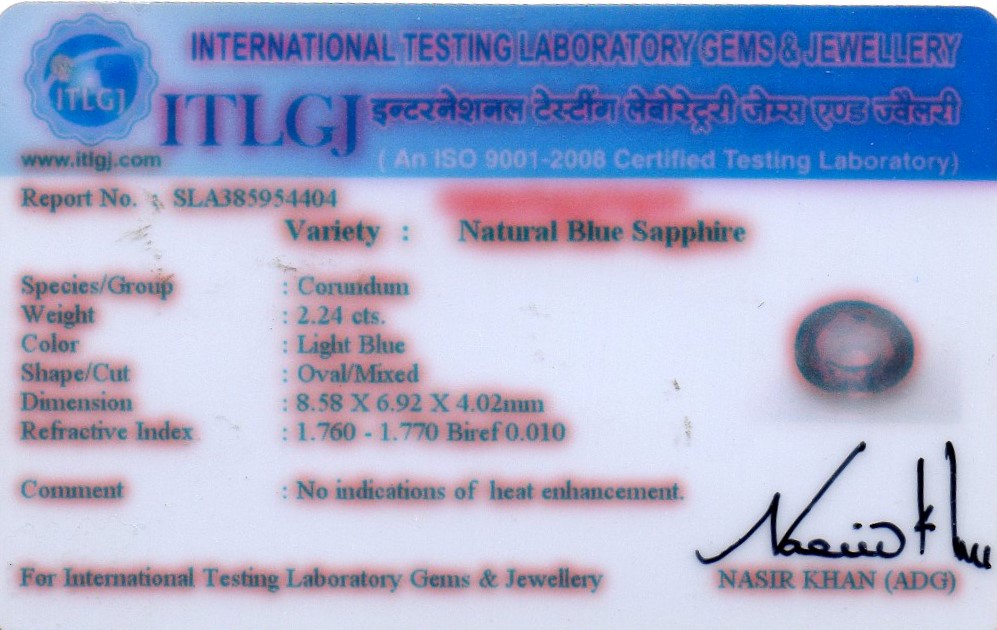 INTERNATIONAL TESTING LABORATORY GEMS & JEWELLERY
ITLGJ
ITLGJ इन्टरनेशनल टेस्टींग लेबोरेट्ररी जेम्स एण्ड ज्वैलरी
www.itlgj.com
( An ISO 9001-2008 Certified Testing Laboratory)
Report No. : SLA385954404
Variety : Natural Blue Sapphire
Species/Group : Corundum
Weight : 2.24 cts.
Color : Light Blue
Shape/Cut : Oval/Mixed
Dimension : 8.58 X 6.92 X 4.02mm
Refractive Index : 1.760 - 1.770 Biref 0.010
Comment : No indications of heat enhancement.
For International Testing Laboratory Gems & Jewellery
NASIR KHAN (ADG)